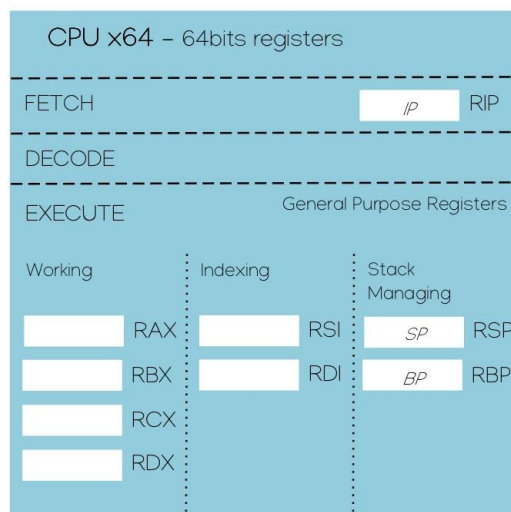 CPU x64 – 64bits registers
FETCH IP RIP
DECODE
EXECUTE General Purpose Registers
Working Indexing Stack
Managing
RAX RSI SP RSP
RBX RDI BP RBP
RCX
RDX